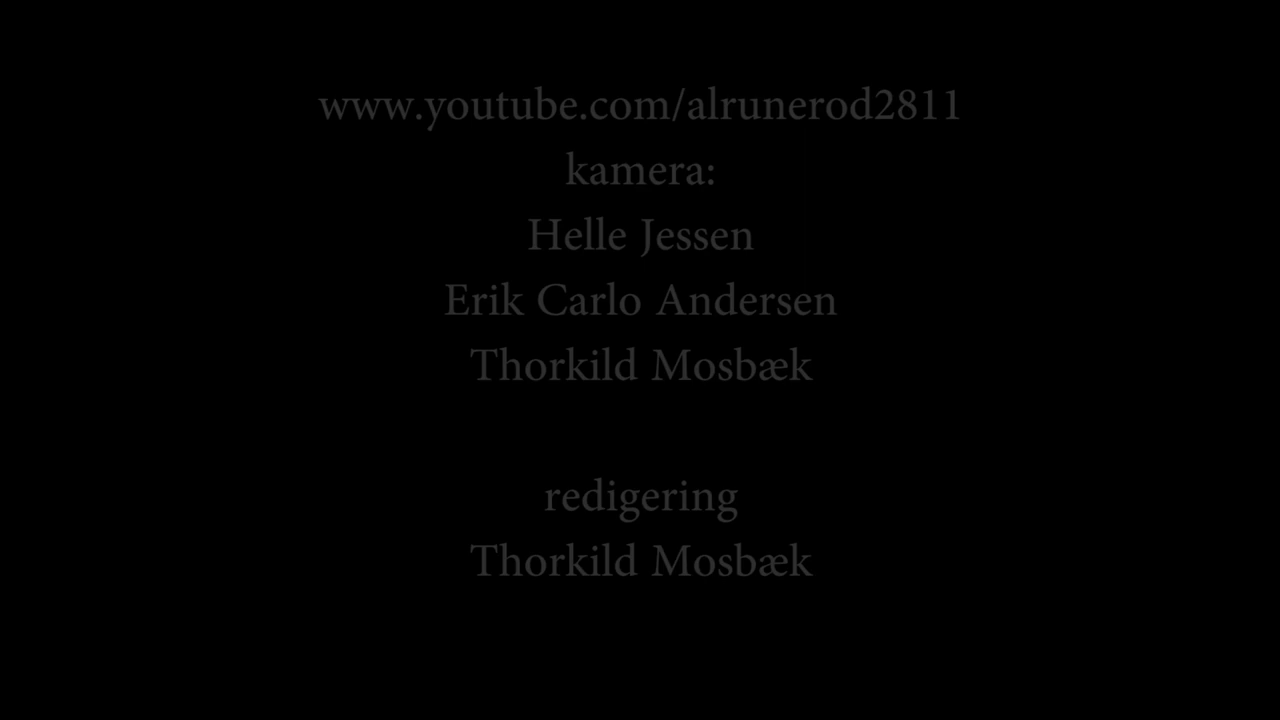 www.youtube.com/alrunerod2811
kamera:
Helle Jessen
Erik Carlo Andersen
Thorkild Mosbæk
redigering
Thorkild Mosbæk